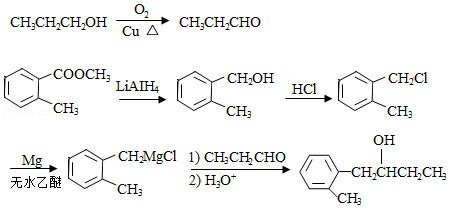 CH₃CH₂CH₂OH O₂ Cu △ CH₃CH₂CHO
COOCH₃ CH₃ LiAlH₄ CH₂OH CH₃ HCl CH₂Cl CH₃
Mg 无水乙醚 CH₂MgCl CH₃ 1) CH₃CH₂CHO 2) H₃O⁺ OH CH₂CHCH₂CH₃ CH₃